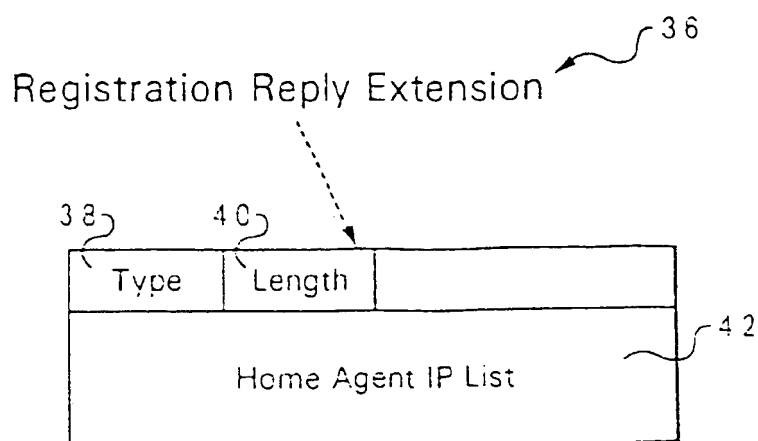 36
Registration Reply Extension
38 40
Type Length
42
Home Agent IP List